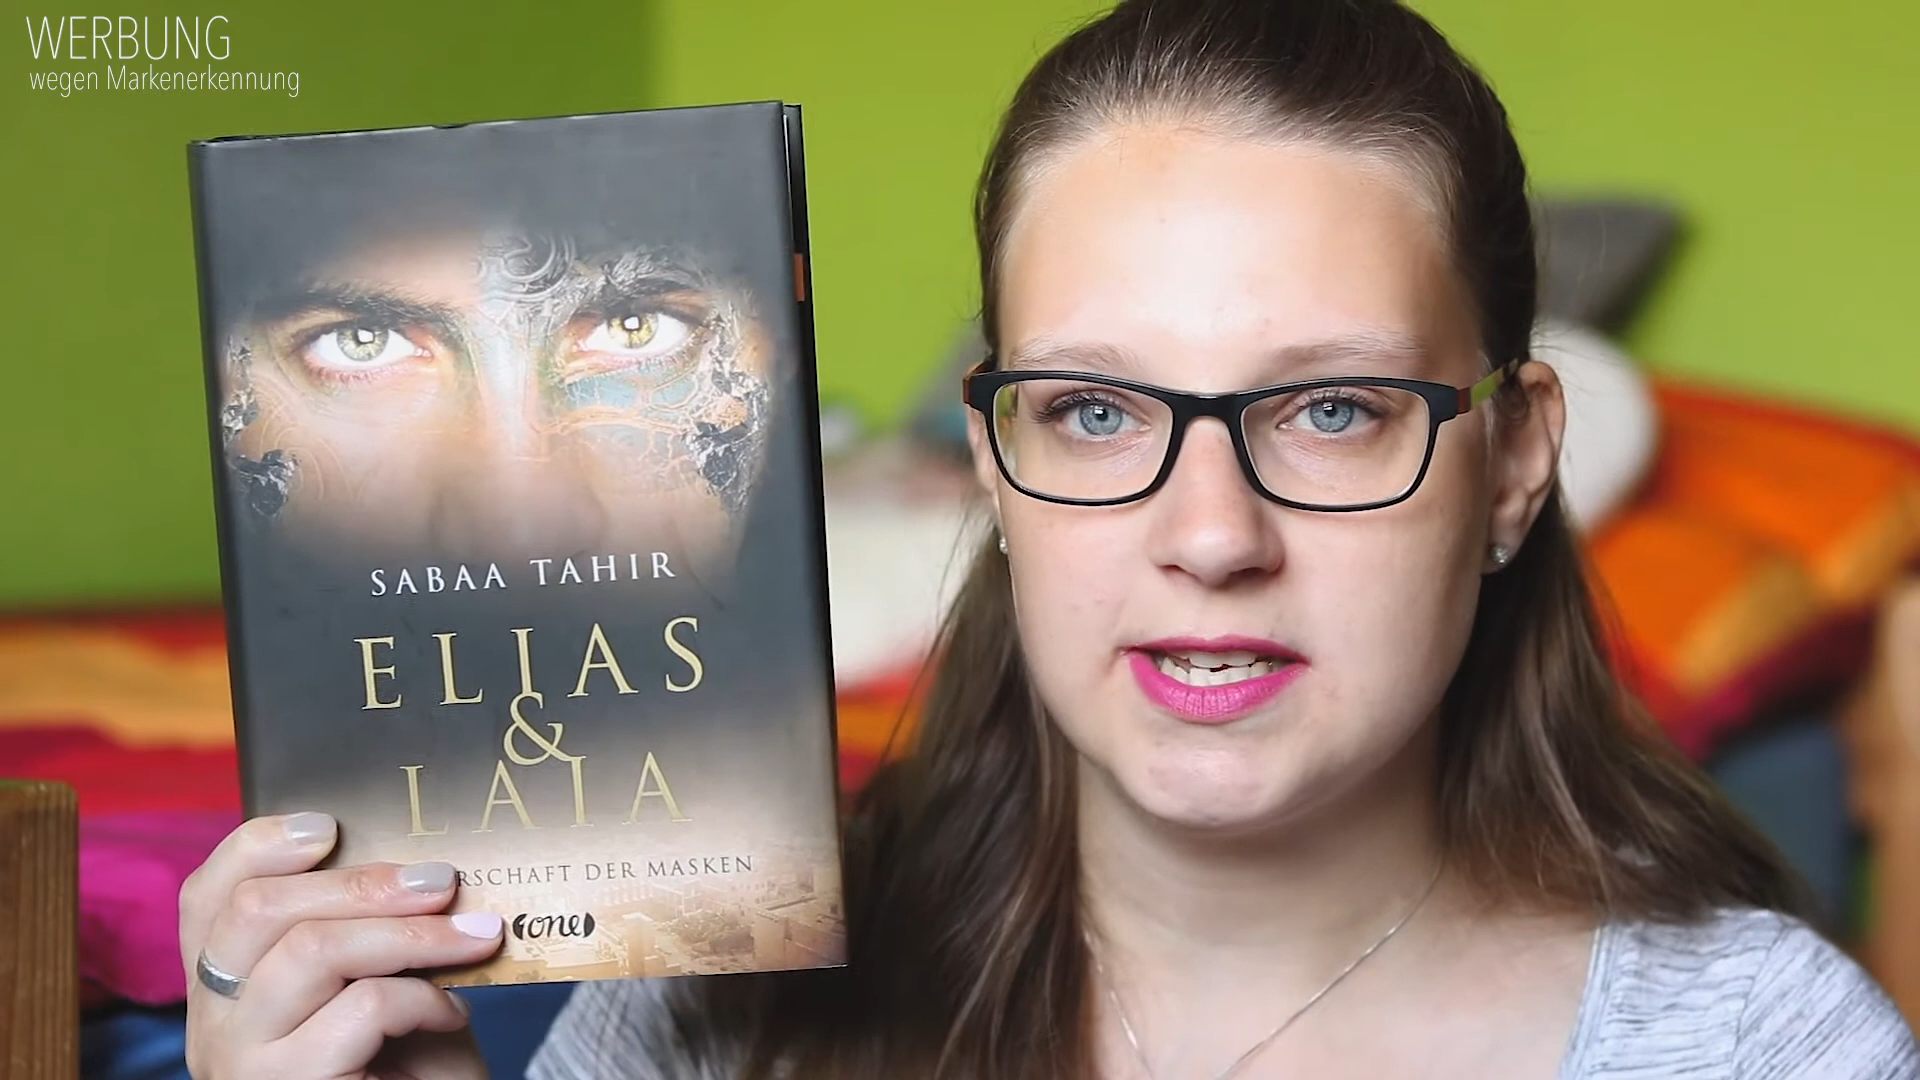 WERBUNG
wegen Markenerkennung
SABAA TAHIR
ELIAS
&
LAIA
RSCHAFT DER MASKEN
one